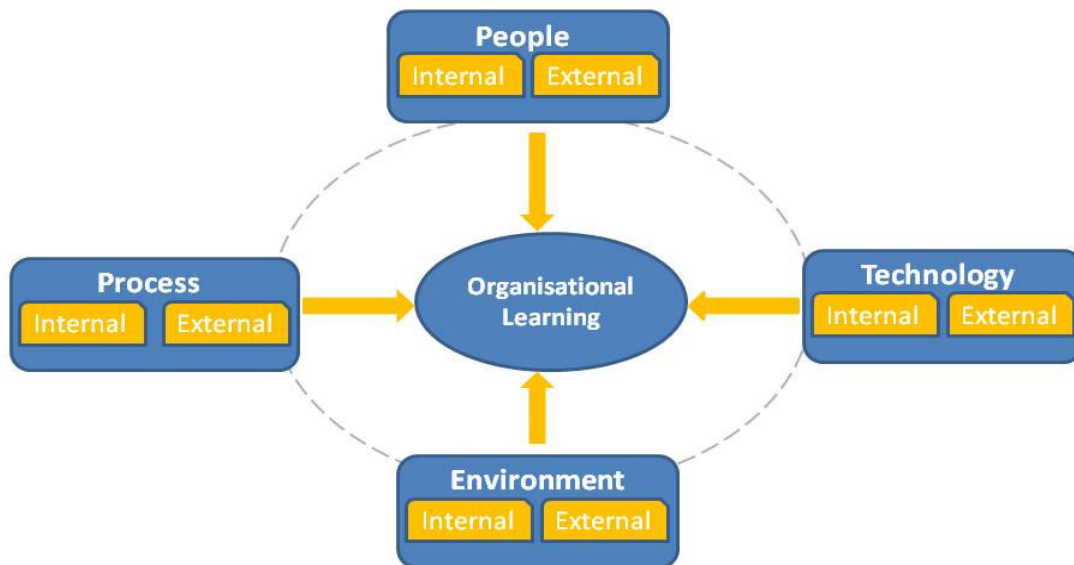 People
Internal External
Process
Internal External
Organisational
Learning
Technology
Internal External
Environment
Internal External